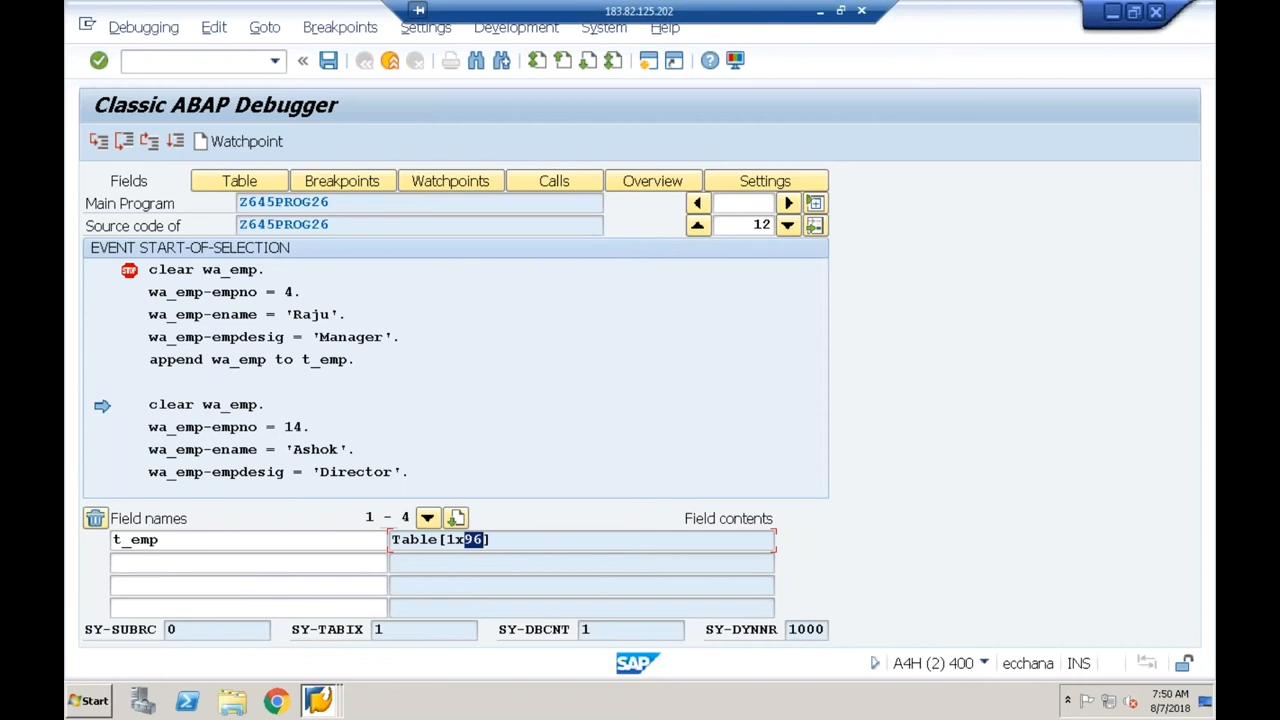 183.82.125.202
Debugging Edit Goto Breakpoints Settings Development System Help
Classic ABAP Debugger
Watchpoint
Fields Table Breakpoints Watchpoints Calls Overview Settings
Main Program Z645PROG26
Source code of Z645PROG26 12
EVENT START-OF-SELECTION
STOP clear wa_emp.
wa_emp-empno = 4.
wa_emp-ename = 'Raju'.
wa_emp-empdesig = 'Manager'.
append wa_emp to t_emp.
clear wa_emp.
wa_emp-empno = 14.
wa_emp-ename = 'Ashok'.
wa_emp-empdesig = 'Director'.
Field names 1 - 4 Field contents
t_emp Table[1x96]
SY-SUBRC 0 SY-TABIX 1 SY-DBCNT 1 SY-DYNNR 1000
SAP A4H (2) 400 ecchana INS
Start 7:50 AM
8/7/2018